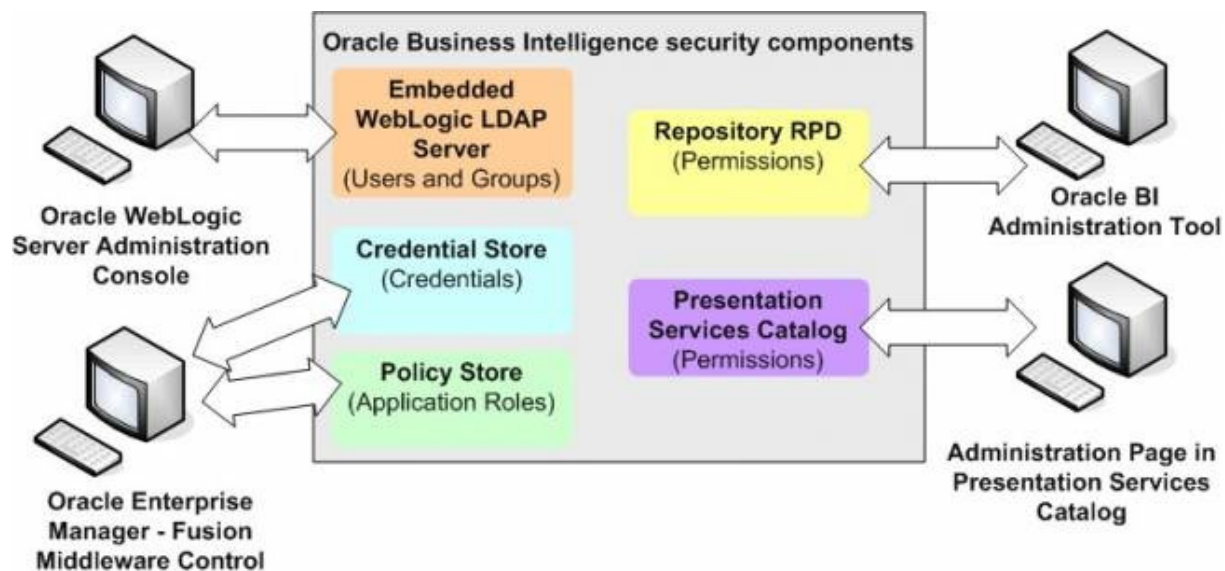 Oracle Business Intelligence security components
Embedded
WebLogic LDAP
Server
(Users and Groups)
Credential Store
(Credentials)
Policy Store
(Application Roles)
Repository RPD
(Permissions)
Presentation
Services Catalog
(Permissions)
Oracle WebLogic
Server Administration
Console
Oracle Enterprise
Manager - Fusion
Middleware Control
Oracle BI
Administration Tool
Administration Page in
Presentation Services
Catalog